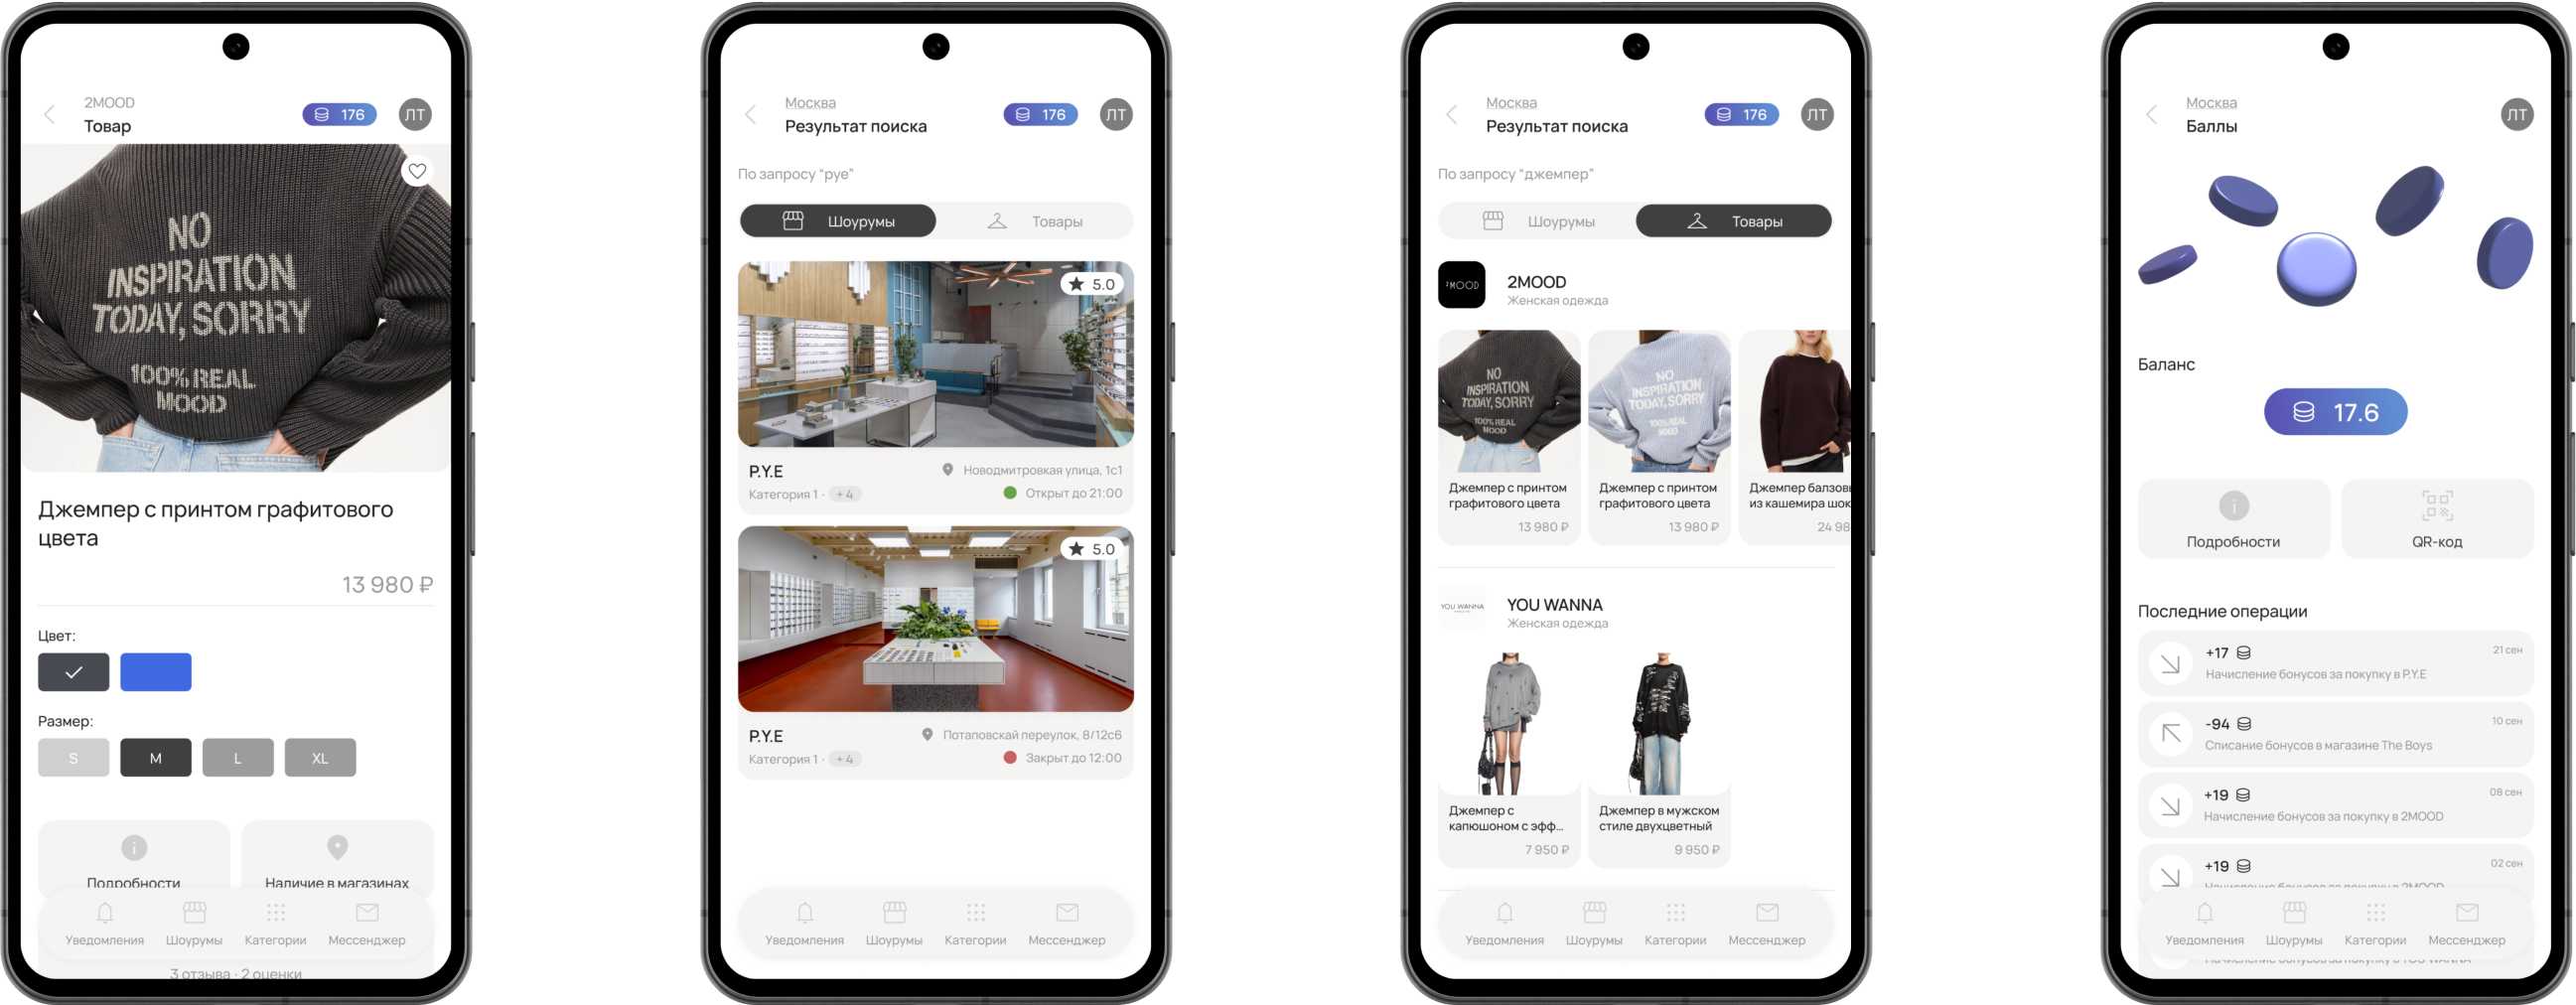 2MOOD
Товар
176
ЛТ
NO
INSPIRATION
TODAY, SORRY
100% REAL
MOOD
Джемпер с принтом графитового
цвета
13 980 ₽
Цвет:
Размер:
S
M
L
XL
Подробности
Наличие в магазинах
Уведомления
Шоурумы
Категории
Мессенджер
3 отзыва · 2 оценки
Москва
Результат поиска
176
ЛТ
По запросу “pye”
Шоурумы
Товары
5.0
P.Y.E
Новодмитровкая улица, 1с1
Категория 1 · + 4
Открыт до 21:00
5.0
P.Y.E
Потаповскай переулок, 8/12с6
Категория 1 · + 4
Закрыт до 12:00
Уведомления
Шоурумы
Категории
Мессенджер
Москва
Результат поиска
176
ЛТ
По запросу “джемпер”
Шоурумы
Товары
2MOOD
2MOOD
Женская одежда
NO
INSPIRATION
TODAY, SORRY
100% REAL
MOOD
NO
INSPIRATION
TODAY, SORRY
100% REAL
MOOD
Джемпер с принтом
графитового цвета
13 980 ₽
Джемпер с принтом
графитового цвета
13 980 ₽
Джемпер балзовы
из кашемира шок
24 98
YOU WANNA
YOU WANNA
Женская одежда
Джемпер с
капюшоном с эфф...
7 950 ₽
Джемпер в мужском
стиле двухцветный
9 950 ₽
Уведомления
Шоурумы
Категории
Мессенджер
Москва
Баллы
ЛТ
Баланс
17.6
Подробности
QR-код
Последние операции
+17
21 сен
Начисление бонусов за покупку в P.Y.E
-94
10 сен
Списание бонусов в магазине The Boys
+19
08 сен
Начисление бонусов за покупку в 2MOOD
+19
02 сен
Начисление бонусов за покупку в 2MOOD
Уведомления
Шоурумы
Категории
Мессенджер
Начисление бонусов за покупку в YOU WANNA